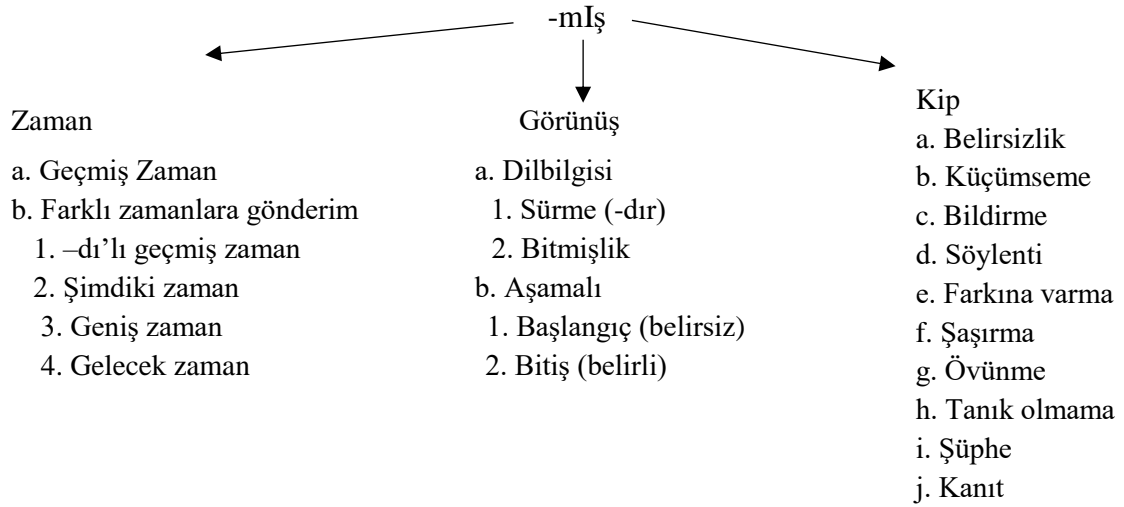 -mIş
Zaman
a. Geçmiş Zaman
b. Farklı zamanlara gönderim
1. –dı’lı geçmiş zaman
2. Şimdiki zaman
3. Geniş zaman
4. Gelecek zaman
Görünüş
a. Dilbilgisi
1. Sürme (-dır)
2. Bitmişlik
b. Aşamalı
1. Başlangıç (belirsiz)
2. Bitiş (belirli)
Kip
a. Belirsizlik
b. Küçümseme
c. Bildirme
d. Söylenti
e. Farkına varma
f. Şaşırma
g. Övünme
h. Tanık olmama
i. Şüphe
j. Kanıt